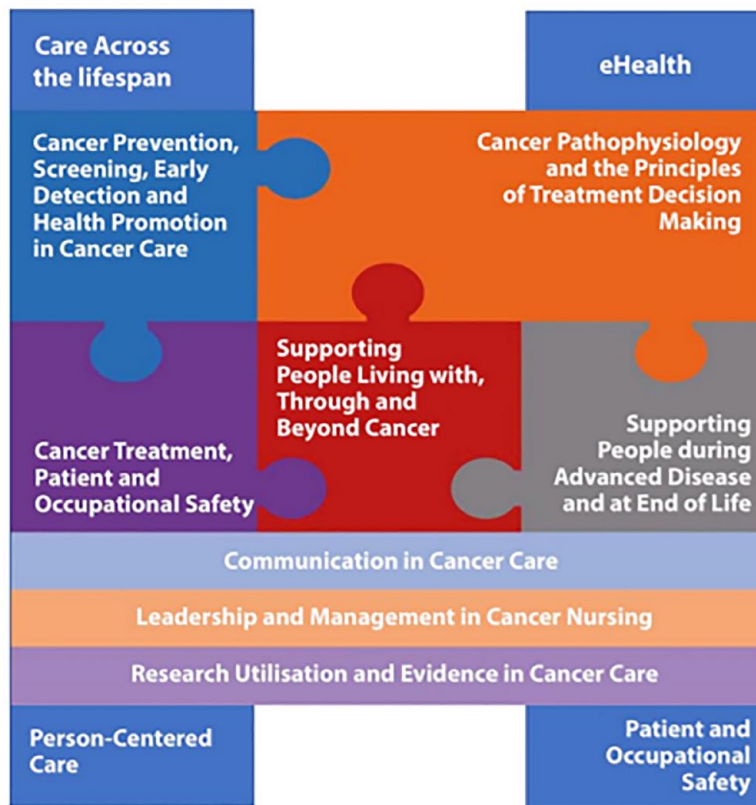 Care Across
the lifespan
eHealth
Cancer Prevention,
Screening, Early
Detection and
Health Promotion
in Cancer Care
Cancer Pathophysiology
and the Principles
of Treatment Decision
Making
Cancer Treatment,
Patient and
Occupational Safety
Supporting
People Living with,
Through and
Beyond Cancer
Supporting
People during
Advanced Disease
and at End of Life
Communication in Cancer Care
Leadership and Management in Cancer Nursing
Research Utilisation and Evidence in Cancer Care
Person-Centered
Care
Patient and
Occupational
Safety